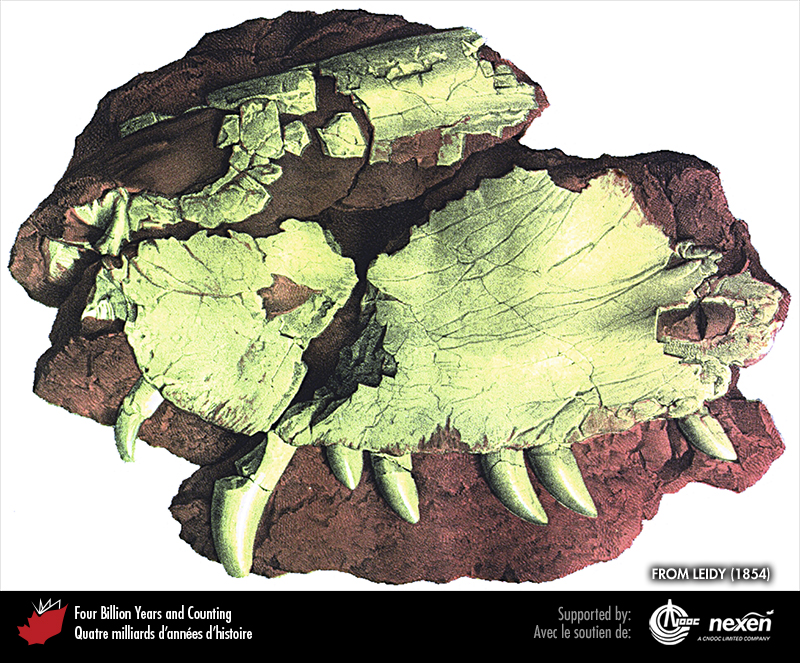 FROM LEIDY (1854)
Four Billion Years and Counting
Quatre milliards d'années d'histoire
Supported by:
Avec le soutien de:
CNOOC
nexen
A CNOOC LIMITED COMPANY